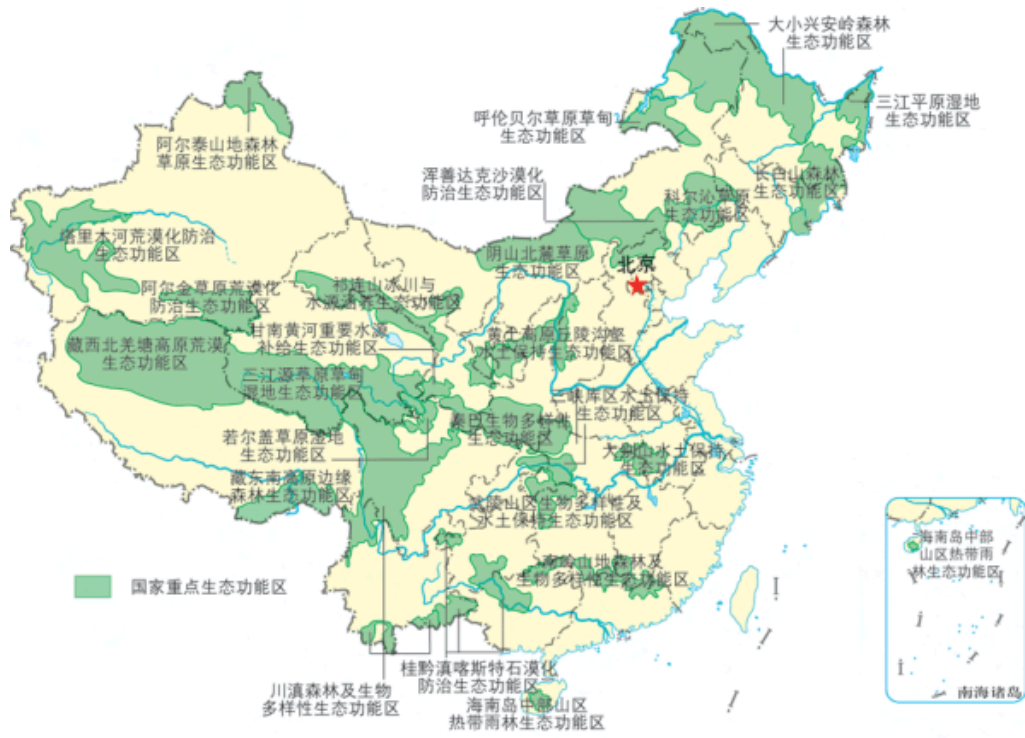 大小兴安岭森林
生态功能区
三江平原湿地
生态功能区
呼伦贝尔草原草甸
生态功能区
阿尔泰山地森林
草原生态功能区
浑善达克沙漠化
防治生态功能区
长白山森林
生态功能区
科尔沁草原
生态功能区
塔里木河荒漠化防治
生态功能区
阴山北麓草原
生态功能区
北京
阿尔金草原荒漠化
防治生态功能区
祁连山冰川与
水源涵养生态功能区
甘南黄河重要水源
补给生态功能区
黄土高原丘陵沟壑
水土保持生态功能区
藏西北羌塘高原荒漠
生态功能区
三江源草原草甸
湿地生态功能区
三峡库区水土保持
生态功能区
秦巴生物多样性
生态功能区
若尔盖草原湿地
生态功能区
大别山水土保持
生态功能区
藏东南高原边缘
森林生态功能区
武陵山区生物多样性及
水土保持生态功能区
南岭山地森林及
生物多样性生态功能区
国家重点生态功能区
桂黔滇喀斯特石漠化
防治生态功能区
川滇森林及生物
多样性生态功能区
海南岛中部山区
热带雨林生态功能区
海南岛中部
山区热带雨
林生态功能区
南海诸岛